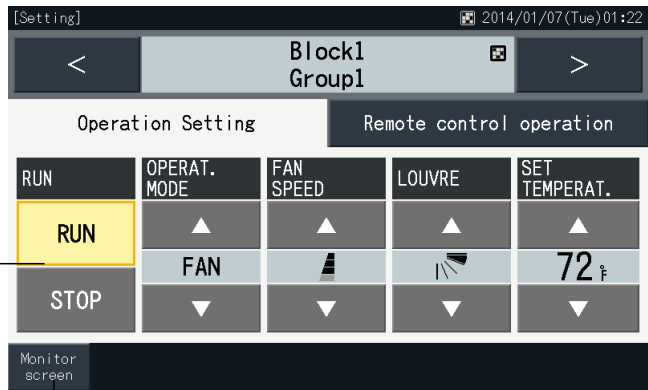 [Setting] 2014/01/07(Tue)01:22
< Block1 >
Group1
Operation Setting Remote control operation
RUN OPERAT. MODE FAN SPEED LOUVRE SET TEMPERAT.
RUN
FAN 72°F
STOP
Monitor
screen